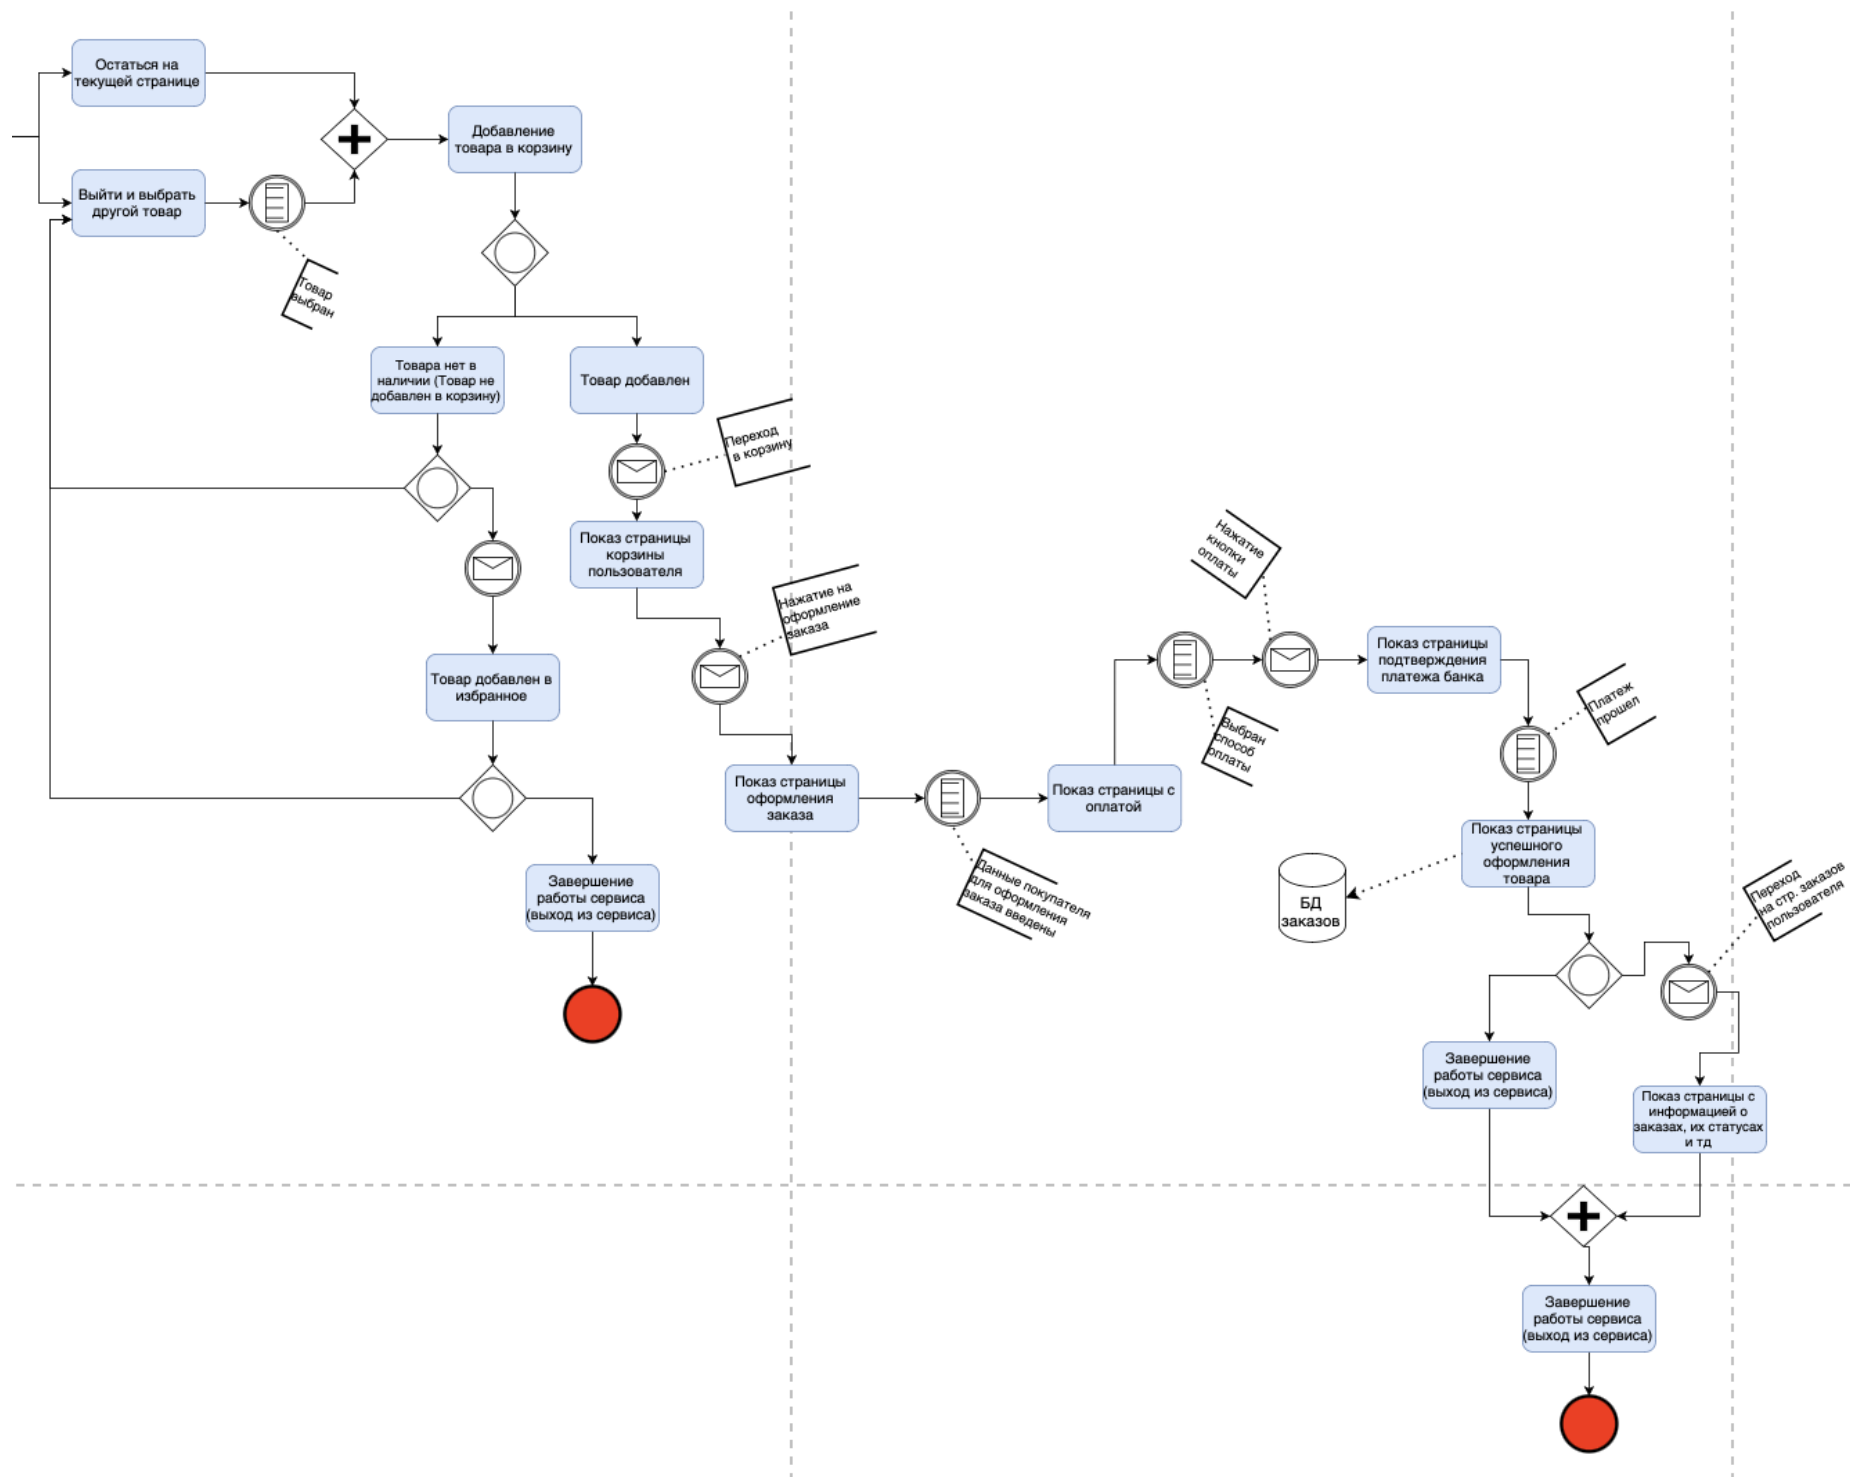 Остаться на
текущей странице
Добавление
товара в корзину
Выйти и выбрать
другой товар
Товар
выбран
Товара нет в
наличии (Товар не
добавлен в корзину)
Товар добавлен
Переход
в корзину
Показ страницы
корзины
пользователя
Нажатие на
оформление
заказа
Товар добавлен в
избранное
Показ страницы
оформления
заказа
Данные покупателя
для оформления
заказа введены
Показ страницы с
оплатой
Выбран
способ
оплаты
Нажатие
кнопки
оплаты
Показ страницы
подтверждения
платежа банка
Платеж
прошел
Показ страницы
успешного
оформления
товара
БД
заказов
Переход
на стр. заказов
пользователя
Завершение
работы сервиса
(выход из сервиса)
Завершение
работы сервиса
(выход из сервиса)
Показ страницы с
информацией о
заказах, их статусах
и тд
Завершение
работы сервиса
(выход из сервиса)